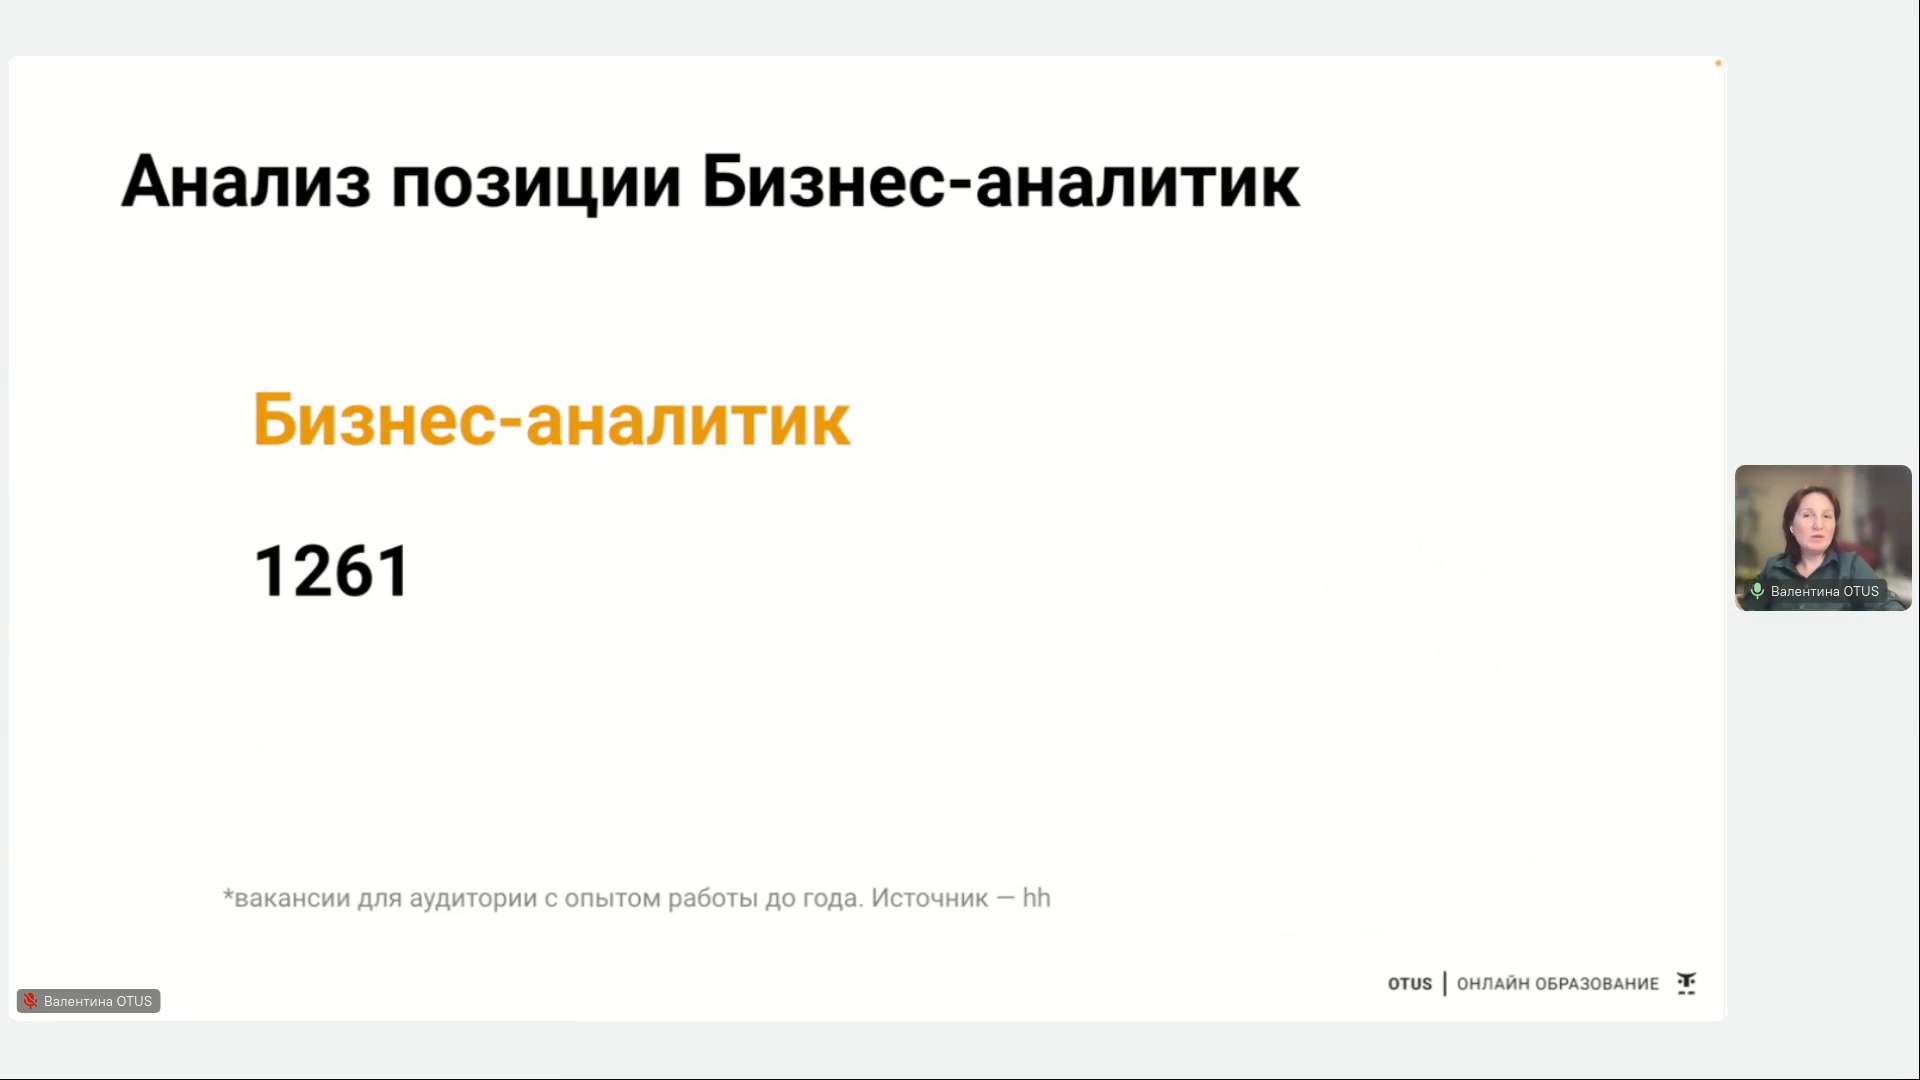 Анализ позиции Бизнес-аналитик
Бизнес-аналитик
1261
*вакансии для аудитории с опытом работы до года. Источник — hh
OTUS | ОНЛАЙН ОБРАЗОВАНИЕ
Валентина OTUS
Валентина OTUS